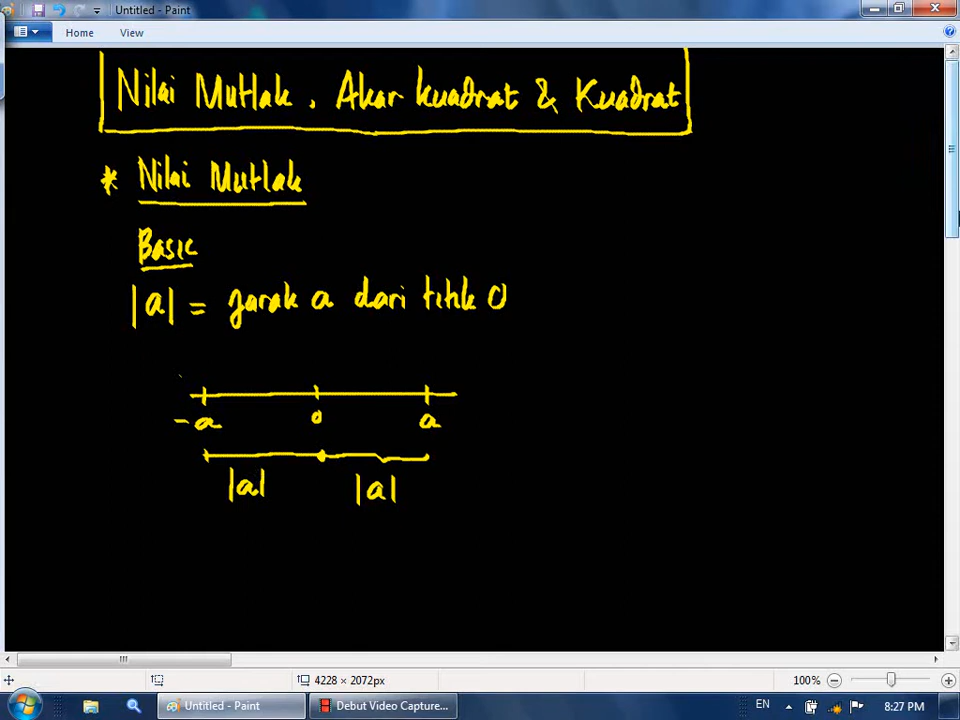 Untitled - Paint
Home View
Nilai Mutlak, Akar kuadrat & Kuadrat
* Nilai Mutlak
Basic
|a| = jarak a dari titik 0
-a 0 a
|a| |a|
4228 × 2072px 100%
Untitled - Paint Debut Video Capture... EN 8:27 PM